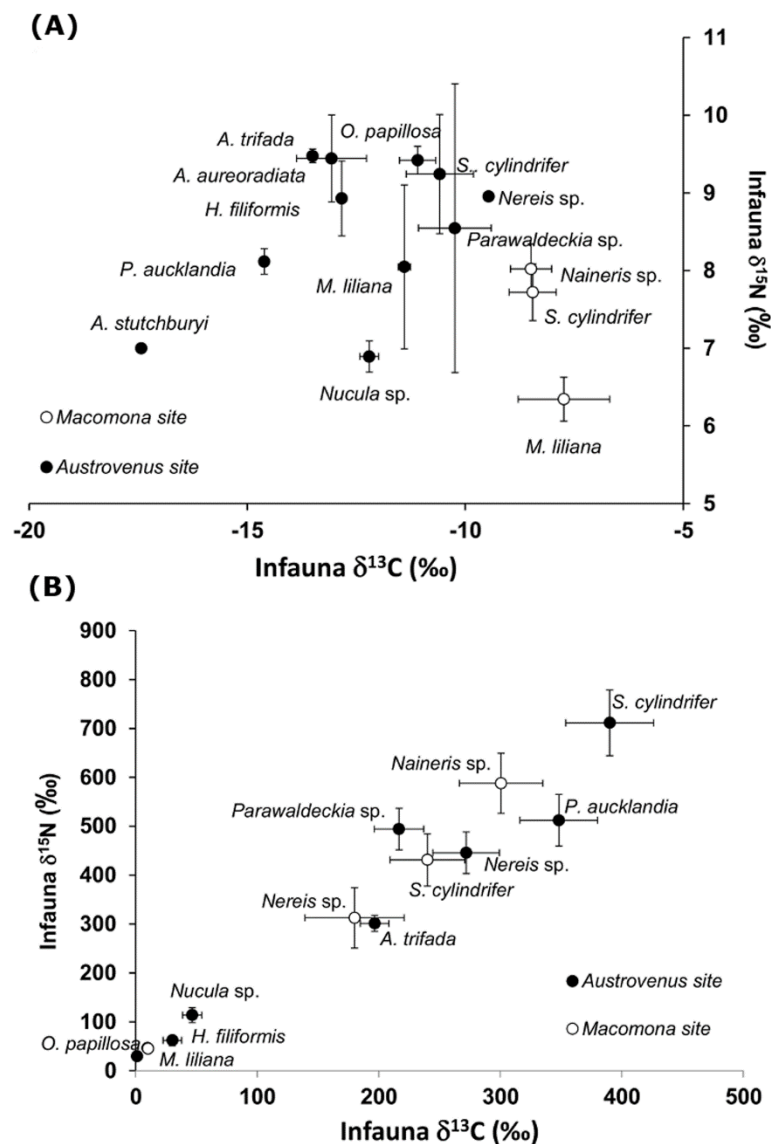 (A)
11
10
9
8
7
6
5
Infauna δ¹⁵N (‰)
A. trifada
O. papillosa
A. aureoradiata
S. cylindrifer
H. filiformis
Nereis sp.
Parawaldeckia sp.
P. aucklandia
M. liliana
Naineris sp.
A. stutchburyi
S. cylindrifer
Nucula sp.
Macomona site
M. liliana
Austrovenus site
-20 -15 -10 -5
Infauna δ¹³C (‰)
(B)
900
800
700
600
500
400
300
200
100
0
Infauna δ¹⁵N (‰)
S. cylindrifer
Naineris sp.
Parawaldeckia sp.
P. aucklandia
Nereis sp.
S. cylindrifer
Nereis sp.
A. trifada
Nucula sp.
Austrovenus site
H. filiformis
O. papillosa
Macomona site
M. liliana
0 100 200 300 400 500
Infauna δ¹³C (‰)